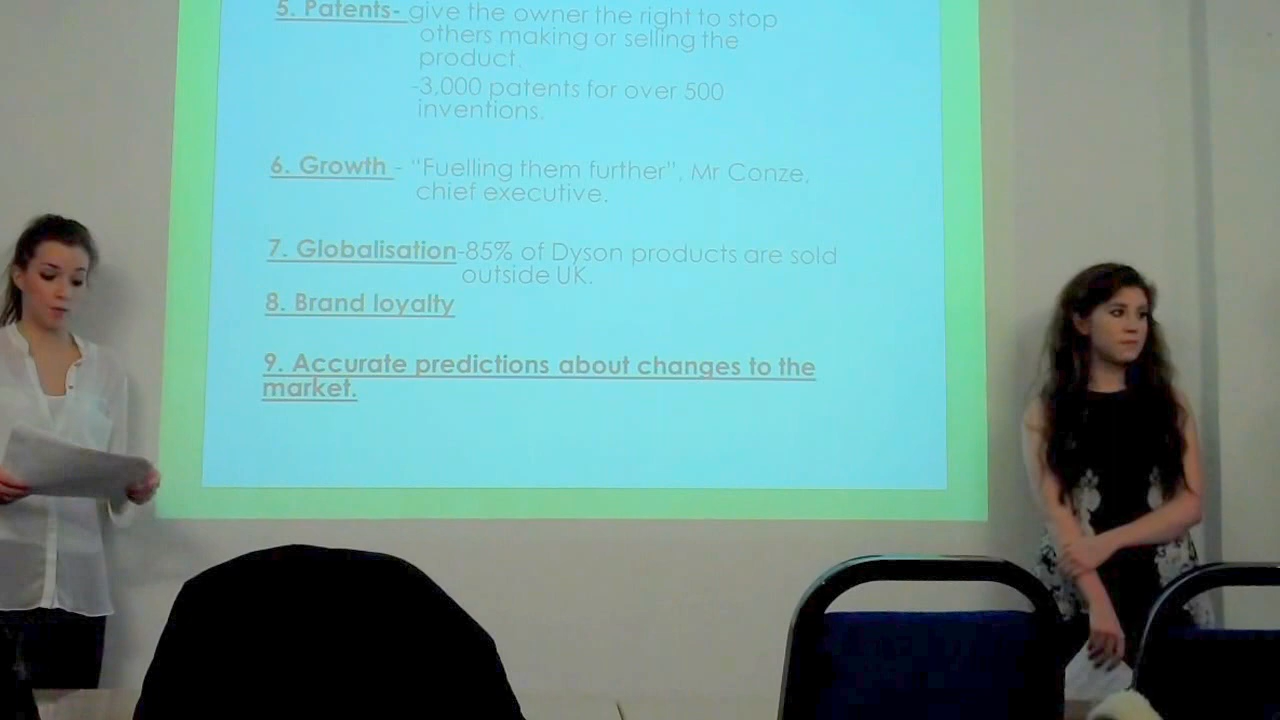 5. Patents- give the owner the right to stop
others making or selling the
product.
-3,000 patents for over 500
inventions.
6. Growth - "Fuelling them further", Mr Conze,
chief executive.
7. Globalisation-85% of Dyson products are sold
outside UK.
8. Brand loyalty
9. Accurate predictions about changes to the
market.